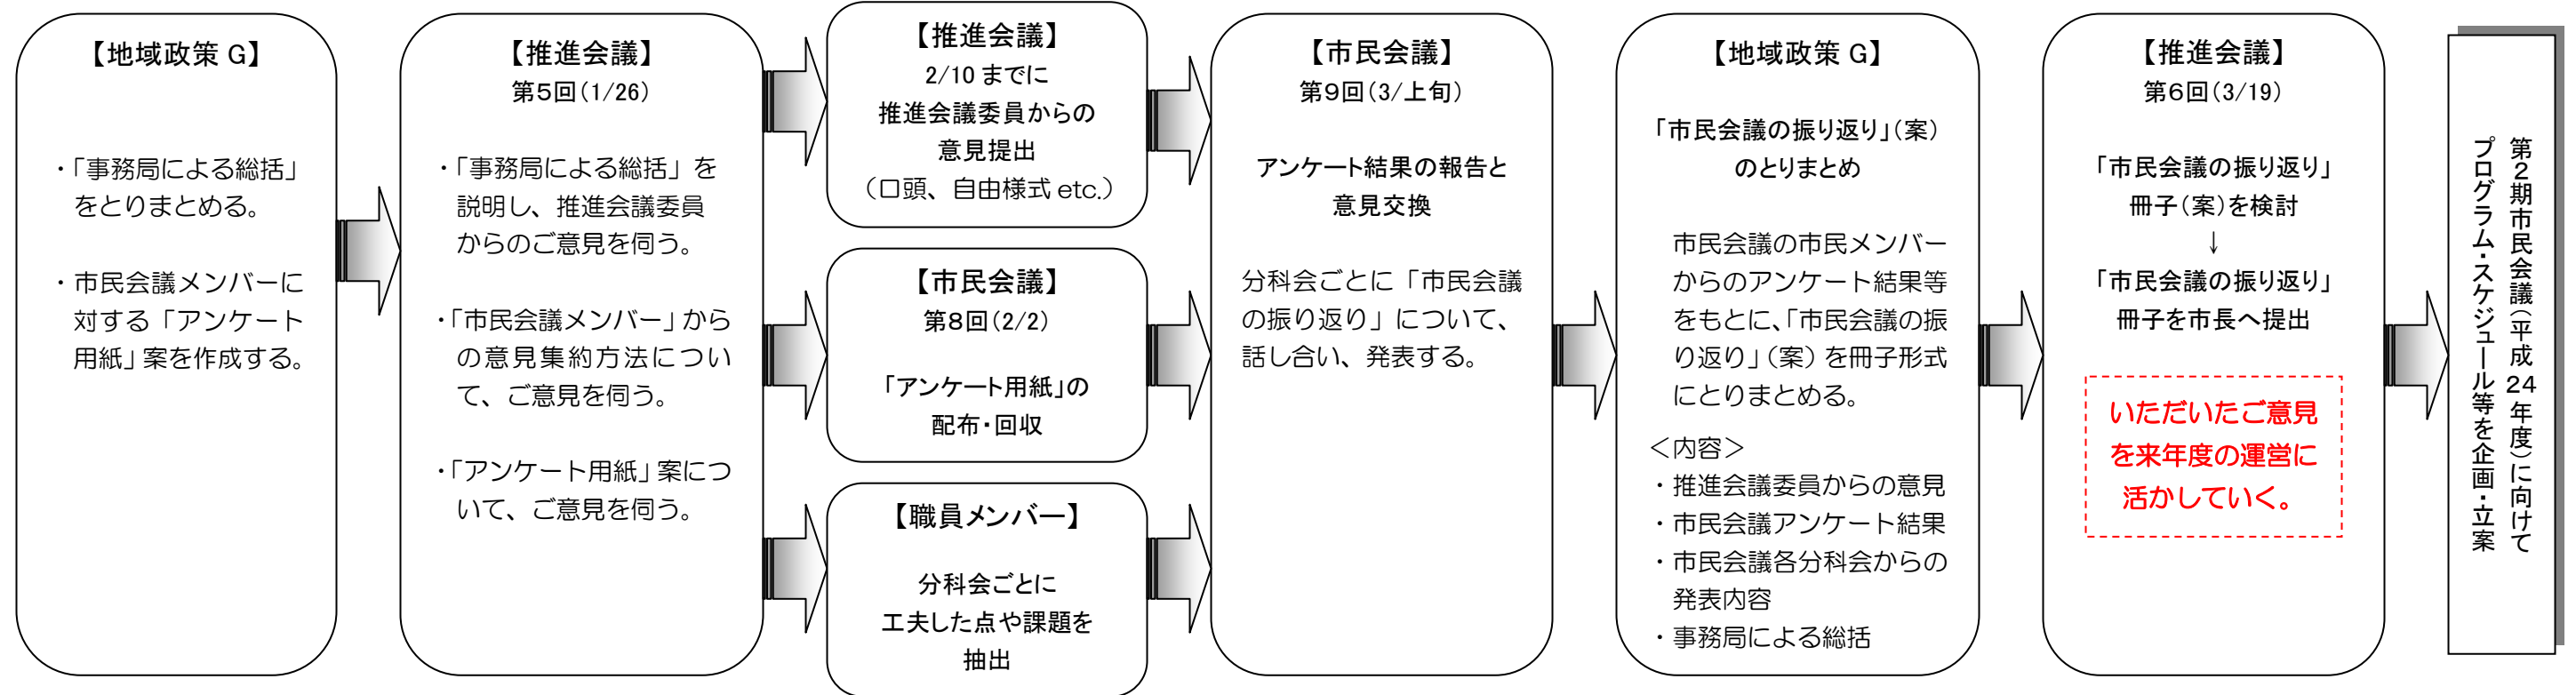 【地域政策 G】
・「事務局による総括」
をとりまとめる。
・市民会議メンバーに
対する「アンケート
用紙」案を作成する。
【推進会議】
第5回(1/26)
・「事務局による総括」を
説明し、推進会議委員
からのご意見を伺う。
・「市民会議メンバー」から
の意見集約方法につい
て、ご意見を伺う。
・「アンケート用紙」案につ
いて、ご意見を伺う。
【推進会議】
2/10 までに
推進会議委員からの
意見提出
（口頭、自由様式 etc.）
【市民会議】
第8回(2/2)
「アンケート用紙」の
配布・回収
【職員メンバー】
分科会ごとに
工夫した点や課題を
抽出
【市民会議】
第9回(3/上旬)
アンケート結果の報告と
意見交換
分科会ごとに「市民会議
の振り返り」について、
話し合い、発表する。
【地域政策 G】
「市民会議の振り返り」(案)
のとりまとめ
市民会議の市民メンバー
からのアンケート結果等
をもとに、「市民会議の振
り返り」(案)を冊子形式
にとりまとめる。
＜内容＞
・推進会議委員からの意見
・市民会議アンケート結果
・市民会議各分科会からの
発表内容
・事務局による総括
【推進会議】
第6回(3/19)
「市民会議の振り返り」
冊子(案)を検討
↓
「市民会議の振り返り」
冊子を市長へ提出
いただいたご意見
を来年度の運営に
活かしていく。
第2期市民会議(平成 24 年度)に向けて
プログラム・スケジュール等を企画・立案